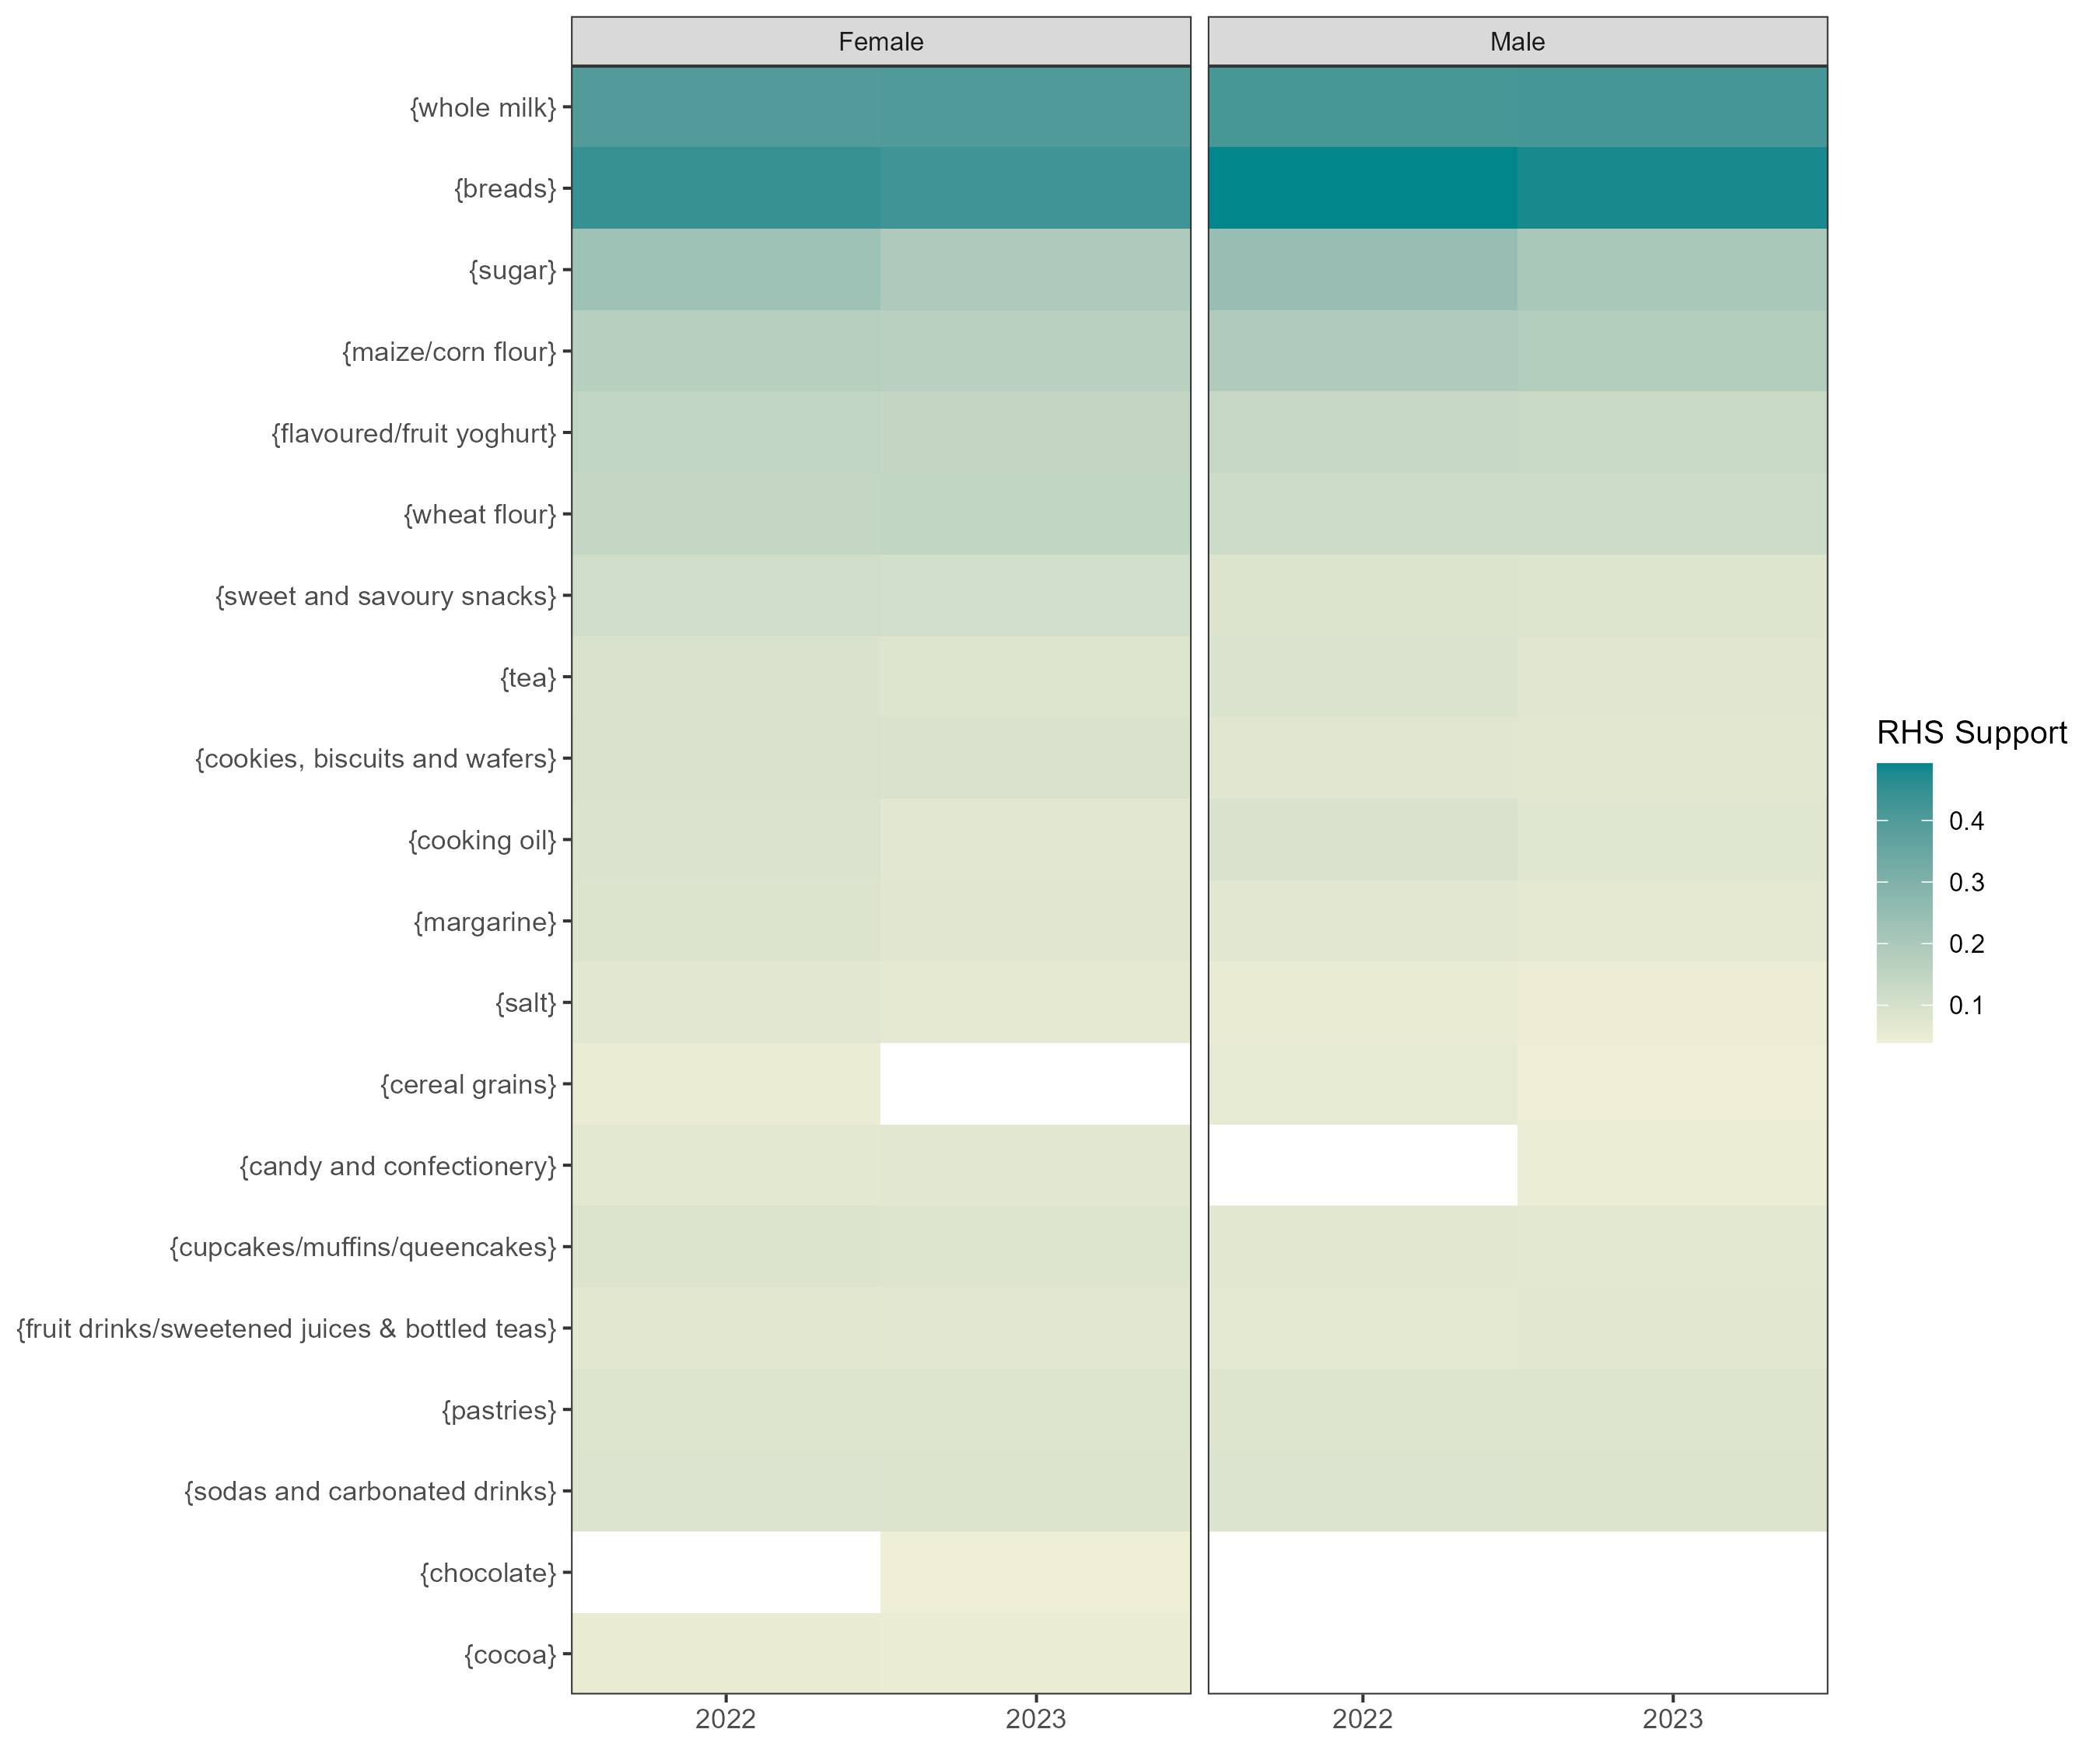 Female
Male
{whole milk}
{breads}
{sugar}
{maize/corn flour}
{flavoured/fruit yoghurt}
{wheat flour}
{sweet and savoury snacks}
{tea}
{cookies, biscuits and wafers}
{cooking oil}
{margarine}
{salt}
{cereal grains}
{candy and confectionery}
{cupcakes/muffins/queencakes}
{fruit drinks/sweetened juices & bottled teas}
{pastries}
{sodas and carbonated drinks}
{chocolate}
{cocoa}
2022
2023
2022
2023
RHS Support
0.4
0.3
0.2
0.1